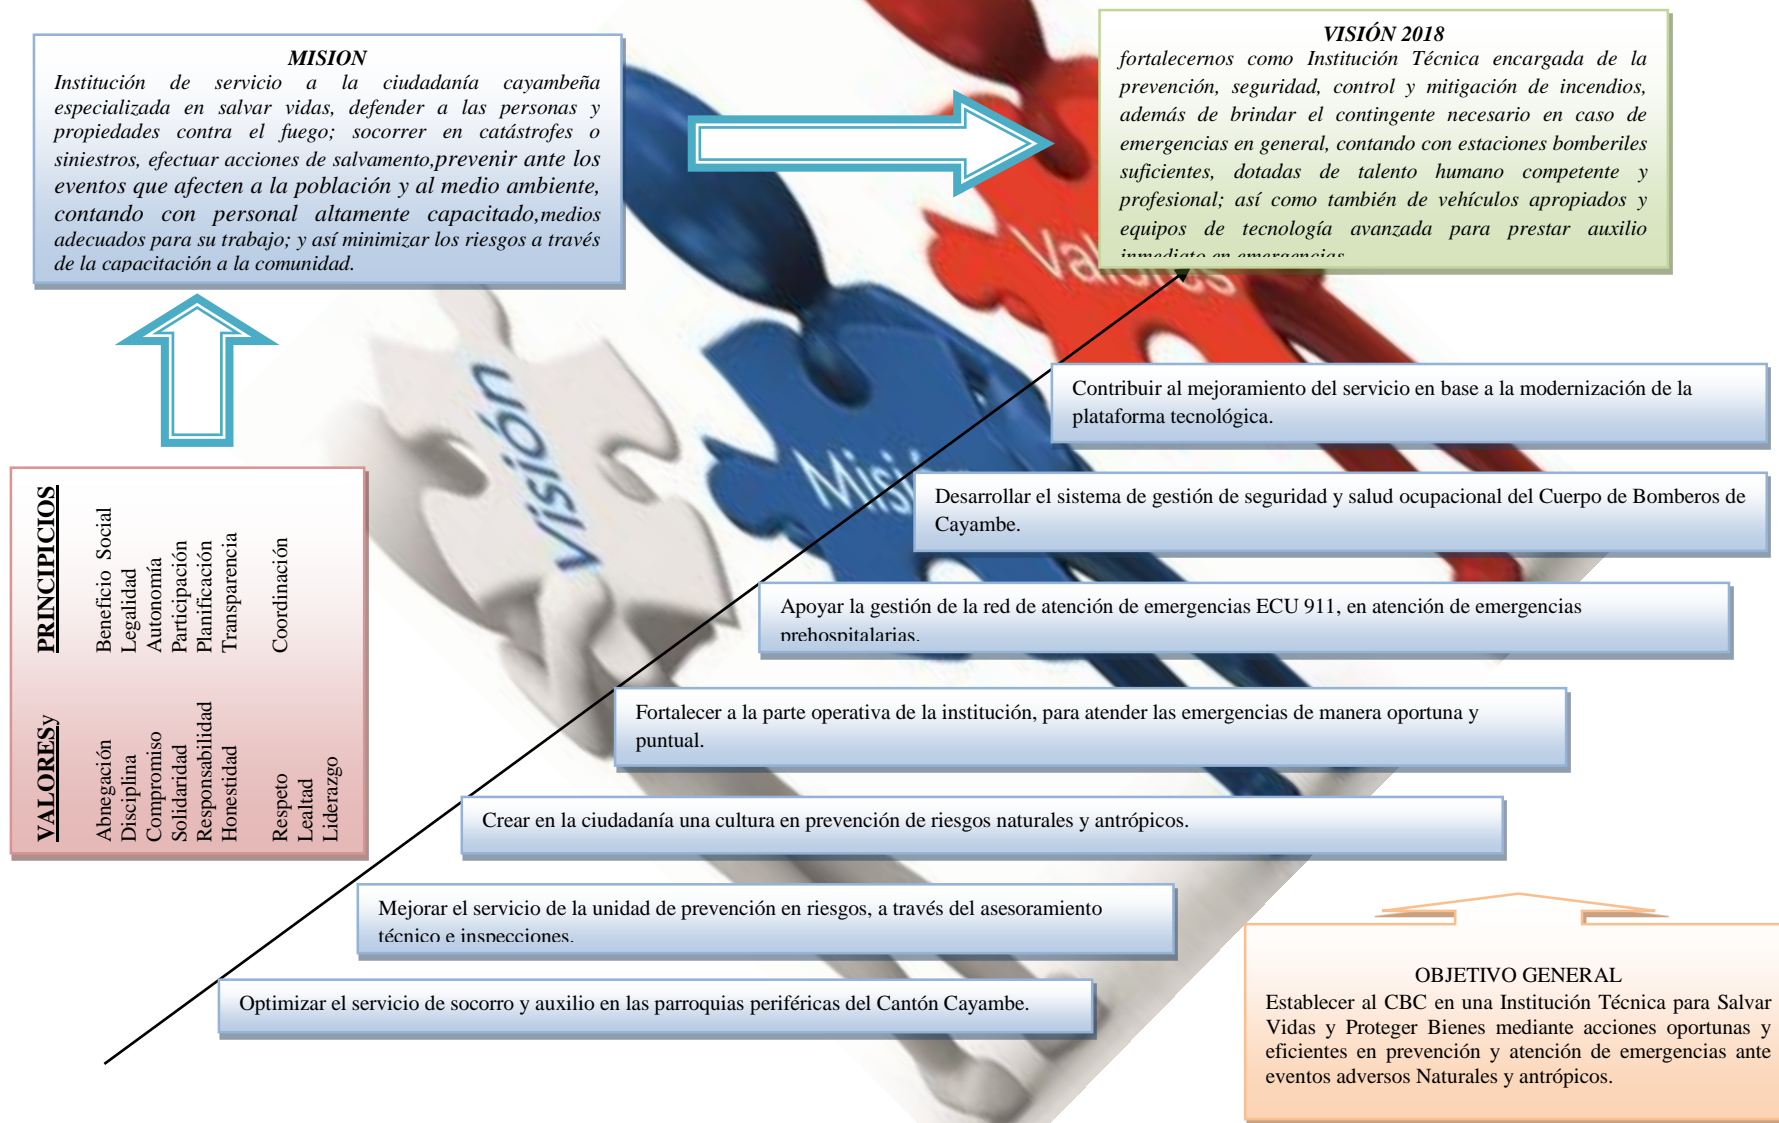 MISION
Institución de servicio a la ciudadanía cayambeña
especializada en salvar vidas, defender a las personas y
propiedades contra el fuego; socorrer en catástrofes o
siniestros, efectuar acciones de salvamento,prevenir ante los
eventos que afecten a la población y al medio ambiente,
contando con personal altamente capacitado,medios
adecuados para su trabajo; y así minimizar los riesgos a través
de la capacitación a la comunidad.
VISIÓN 2018
fortalecernos como Institución Técnica encargada de la
prevención, seguridad, control y mitigación de incendios,
además de brindar el contingente necesario en caso de
emergencias en general, contando con estaciones bomberiles
suficientes, dotadas de talento humano competente y
profesional; así como también de vehículos apropiados y
equipos de tecnología avanzada para prestar auxilio
inmediato en emergencias
Valores
Visión
Misión
Contribuir al mejoramiento del servicio en base a la modernización de la
plataforma tecnológica.
Desarrollar el sistema de gestión de seguridad y salud ocupacional del Cuerpo de Bomberos de
Cayambe.
Apoyar la gestión de la red de atención de emergencias ECU 911, en atención de emergencias
prehospitalarias.
Fortalecer a la parte operativa de la institución, para atender las emergencias de manera oportuna y
puntual.
Crear en la ciudadanía una cultura en prevención de riesgos naturales y antrópicos.
Mejorar el servicio de la unidad de prevención en riesgos, a través del asesoramiento
técnico e inspecciones.
Optimizar el servicio de socorro y auxilio en las parroquias periféricas del Cantón Cayambe.
VALORESy PRINCIPICIOS
Abnegación Beneficio Social
Disciplina Legalidad
Compromiso Autonomía
Solidaridad Participación
Responsabilidad Planificación
Honestidad Transparencia
Respeto Coordinación
Lealtad
Liderazgo
OBJETIVO GENERAL
Establecer al CBC en una Institución Técnica para Salvar
Vidas y Proteger Bienes mediante acciones oportunas y
eficientes en prevención y atención de emergencias ante
eventos adversos Naturales y antrópicos.